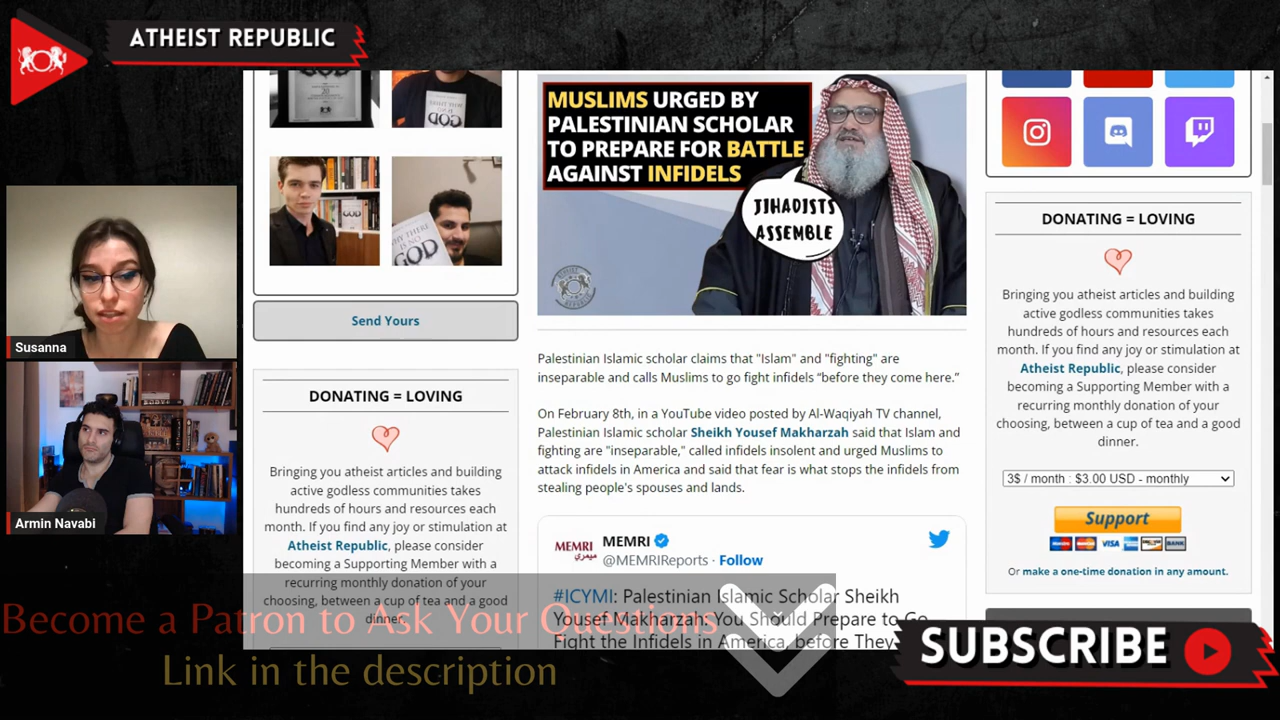 ATHEIST REPUBLIC
Susanna
Armin Navabi
GOD
WHY THERE
IS NO
GOD
Send Yours
DONATING = LOVING
Bringing you atheist articles and building
active godless communities takes
hundreds of hours and resources each
month. If you find any joy or stimulation at
Atheist Republic, please consider
becoming a Supporting Member with a
recurring monthly donation of your
choosing, between a cup of tea and a good
dinner.
MUSLIMS URGED BY
PALESTINIAN SCHOLAR
TO PREPARE FOR BATTLE
AGAINST INFIDELS
JIHADISTS
ASSEMBLE
Palestinian Islamic scholar claims that "Islam" and "fighting" are
inseparable and calls Muslims to go fight infidels “before they come here.”
On February 8th, in a YouTube video posted by Al-Waqiyah TV channel,
Palestinian Islamic scholar Sheikh Yousef Makharzah said that Islam and
fighting are "inseparable," called infidels insolent and urged Muslims to
attack infidels in America and said that fear is what stops the infidels from
stealing people's spouses and lands.
MEMRI
MEMRI
ميمري
@MEMRIReports · Follow
#ICYMI: Palestinian Islamic Scholar Sheikh
Yousef Makharzah: You Should Prepare to Go
Fight the Infidels in America, before They
DONATING = LOVING
Bringing you atheist articles and building
active godless communities takes
hundreds of hours and resources each
month. If you find any joy or stimulation at
Atheist Republic, please consider
becoming a Supporting Member with a
recurring monthly donation of your
choosing, between a cup of tea and a good
dinner.
3$ / month : $3.00 USD - monthly
Support
VISA
BANK
Or make a one-time donation in any amount.
Become a Patron to Ask Your Questions
Link in the description
SUBSCRIBE